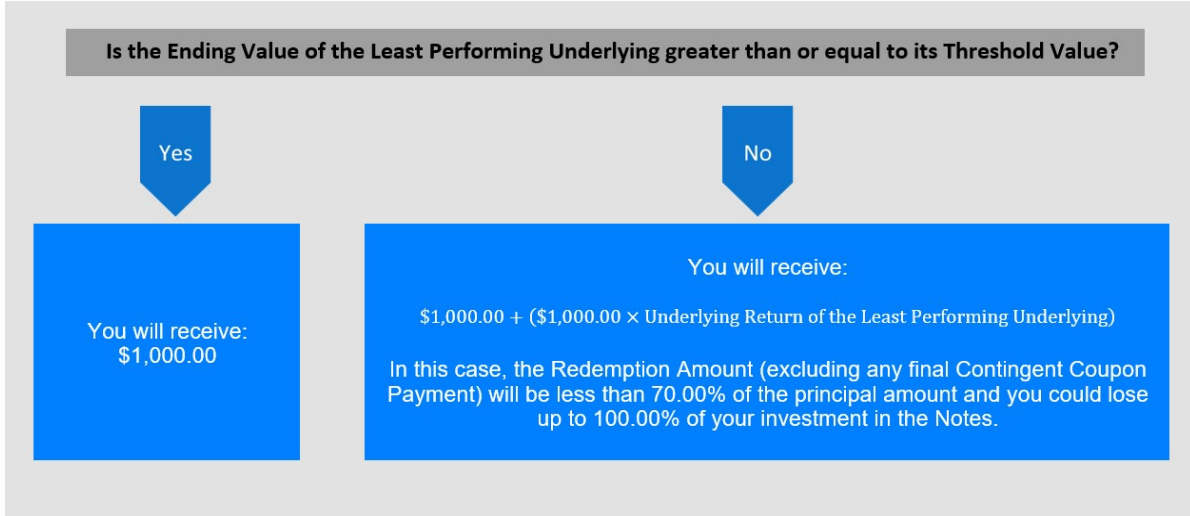 Is the Ending Value of the Least Performing Underlying greater than or equal to its Threshold Value?
Yes
No
You will receive:
$1,000.00
You will receive:
$1,000.00 + ($1,000.00 × Underlying Return of the Least Performing Underlying)
In this case, the Redemption Amount (excluding any final Contingent Coupon
Payment) will be less than 70.00% of the principal amount and you could lose
up to 100.00% of your investment in the Notes.